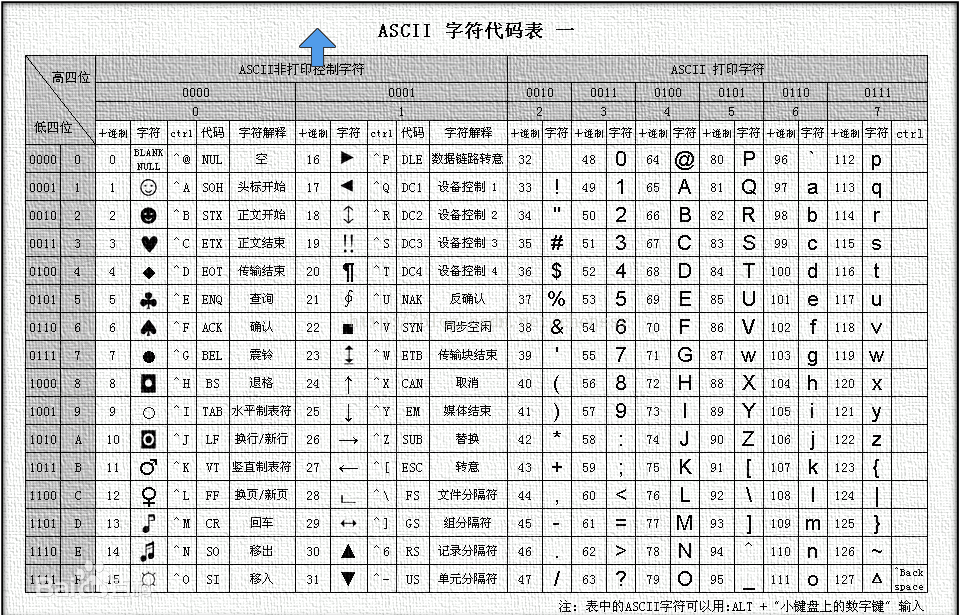 ASCII 字符代码表 一
高四位 ASCII非打印控制字符 ASCII 打印字符
0000 0001 0010 0011 0100 0101 0110 0111
0 1 2 3 4 5 6 7
低四位 十进制 字符 ctrl 代码 字符解释 十进制 字符 ctrl 代码 字符解释 十进制 字符 十进制 字符 十进制 字符 十进制 字符 十进制 字符 十进制 字符 ctrl
0000 0 0 BLANK NULL ^@ NUL 空 16 ► ^P DLE 数据链路转意 32 48 0 64 @ 80 P 96 ` 112 p
0001 1 1 ☺ ^A SOH 头标开始 17 ◄ ^Q DC1 设备控制 1 33 ! 49 1 65 A 81 Q 97 a 113 q
0010 2 2 ☻ ^B STX 正文开始 18 ↕ ^R DC2 设备控制 2 34 " 50 2 66 B 82 R 98 b 114 r
0011 3 3 ♥ ^C ETX 正文结束 19 ‼ ^S DC3 设备控制 3 35 # 51 3 67 C 83 S 99 c 115 s
0100 4 4 ♦ ^D EOT 传输结束 20 ¶ ^T DC4 设备控制 4 36 $ 52 4 68 D 84 T 100 d 116 t
0101 5 5 ♣ ^E ENQ 查询 21 ∮ ^U NAK 反确认 37 % 53 5 69 E 85 U 101 e 117 u
0110 6 6 ♠ ^F ACK 确认 22 ■ ^V SYN 同步空闲 38 & 54 6 70 F 86 V 102 f 118 v
0111 7 7 ● ^G BEL 震铃 23 ↨ ^W ETB 传输块结束 39 ' 55 7 71 G 87 w 103 g 119 w
1000 8 8 ◘ ^H BS 退格 24 ↑ ^X CAN 取消 40 ( 56 8 72 H 88 X 104 h 120 x
1001 9 9 ○ ^I TAB 水平制表符 25 ↓ ^Y EM 媒体结束 41 ) 57 9 73 I 89 Y 105 i 121 y
1010 A 10 ◙ ^J LF 换行/新行 26 → ^Z SUB 替换 42 * 58 : 74 J 90 Z 106 j 122 z
1011 B 11 ♂ ^K VT 竖直制表符 27 ← ^[ ESC 转意 43 + 59 ; 75 K 91 [ 107 k 123 {
1100 C 12 ♀ ^L FF 换页/新页 28 ∟ ^\ FS 文件分隔符 44 , 60 < 76 L 92 \ 108 l 124 |
1101 D 13 ♪ ^M CR 回车 29 ↔ ^] GS 组分隔符 45 - 61 = 77 M 93 ] 109 m 125 }
1110 E 14 ♫ ^N SO 移出 30 ▲ ^6 RS 记录分隔符 46 . 62 > 78 N 94 ^ 110 n 126 ~
1111 F 15 ☼ ^O SI 移入 31 ▼ ^- US 单元分隔符 47 / 63 ? 79 O 95 _ 111 o 127 Δ ^Back space
注: 表中的ASCII字符可以用:ALT + "小键盘上的数字键" 输入